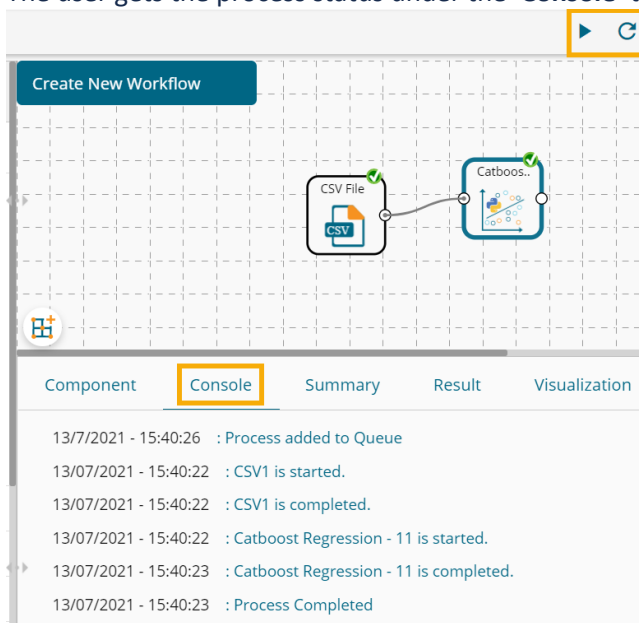 The user gets the process status under the 'Console'
Create New Workflow
CSV File
CSV
Catboos..
Component Console Summary Result Visualization
13/7/2021 - 15:40:26 : Process added to Queue
13/07/2021 - 15:40:22 : CSV1 is started.
13/07/2021 - 15:40:22 : CSV1 is completed.
13/07/2021 - 15:40:22 : Catboost Regression - 11 is started.
13/07/2021 - 15:40:23 : Catboost Regression - 11 is completed.
13/07/2021 - 15:40:23 : Process Completed